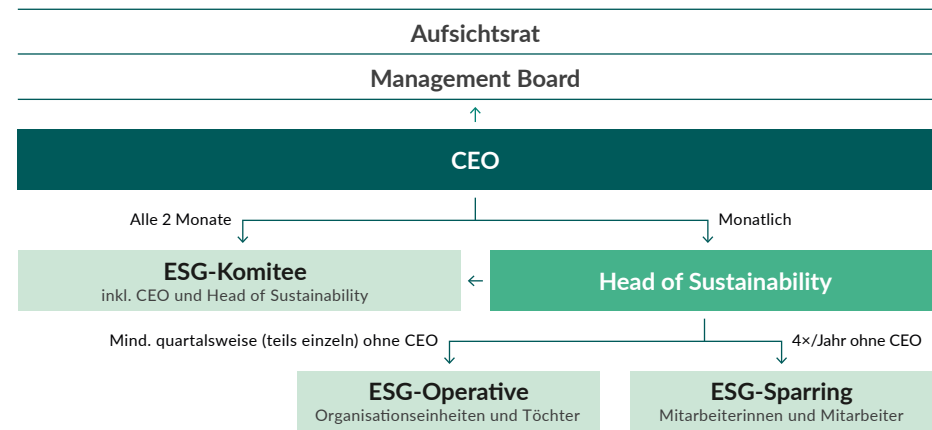 Aufsichtsrat
Management Board
CEO
Alle 2 Monate
Monatlich
ESG-Komitee
inkl. CEO und Head of Sustainability
Head of Sustainability
Mind. quartalsweise (teils einzeln) ohne CEO
4×/Jahr ohne CEO
ESG-Operative
Organisationseinheiten und Töchter
ESG-Sparring
Mitarbeiterinnen und Mitarbeiter